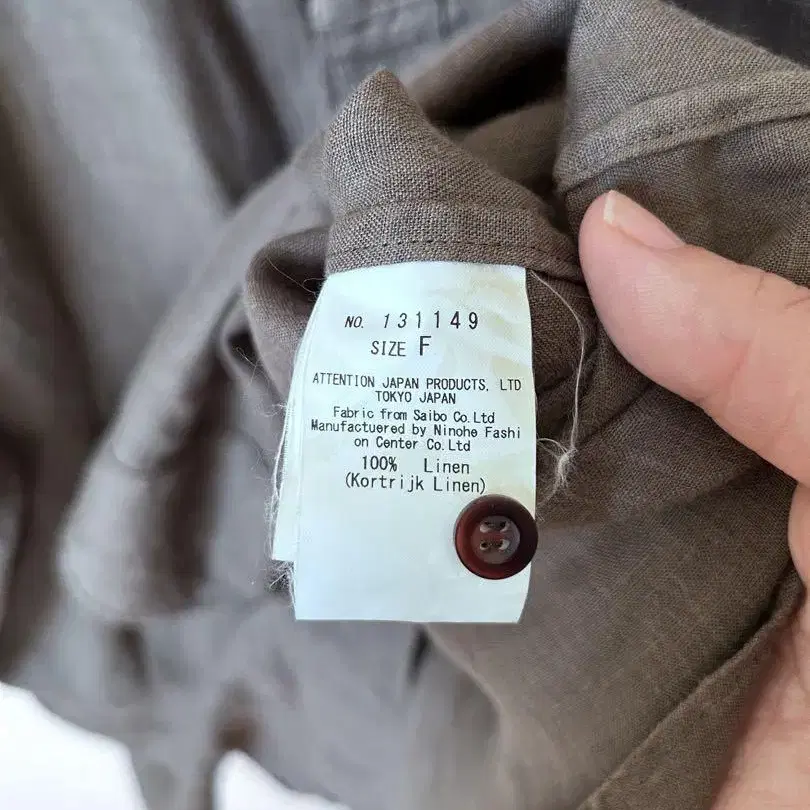 NO. 131149
SIZE F
ATTENTION JAPAN PRODUCTS, LTD
TOKYO JAPAN
Fabric from Saibo Co.Ltd
Manufactuered by Ninohe Fashi
on Center Co.Ltd
100% Linen
(Kortrijk Linen)